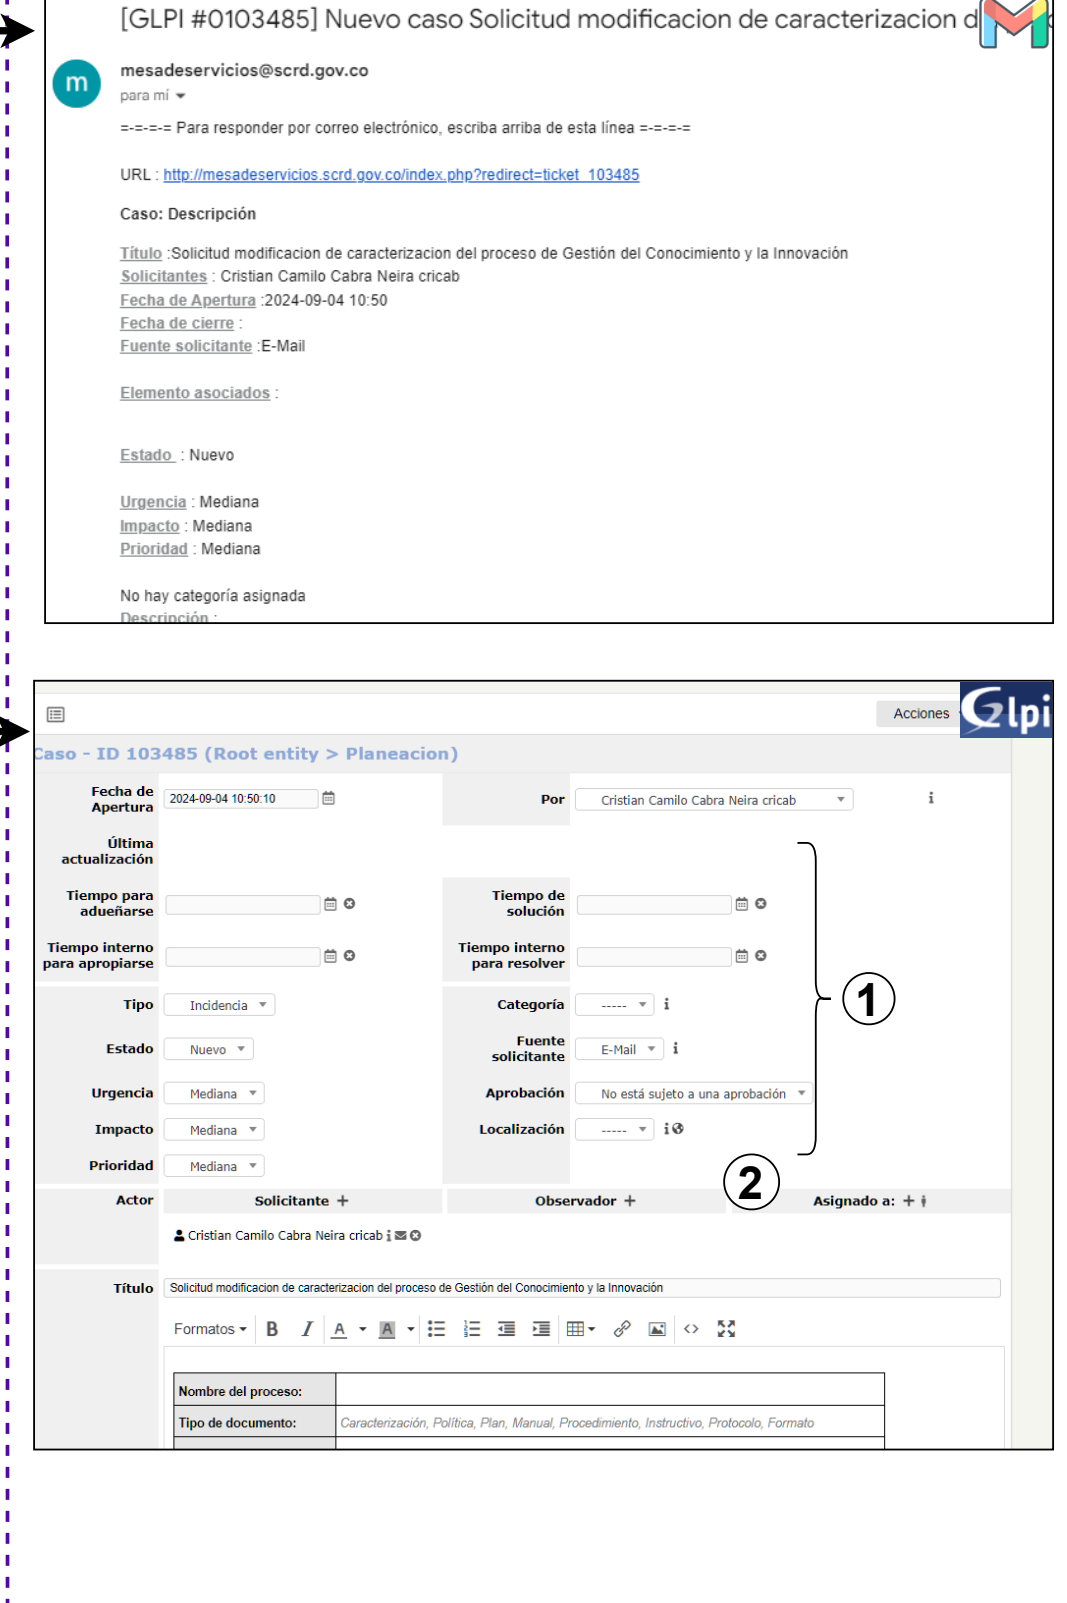 [GLPI #0103485] Nuevo caso Solicitud modificacion de caracterizacion
m
mesadeservicios@scrd.gov.co
para mí
=-=-=-= Para responder por correo electrónico, escriba arriba de esta línea =-=-=-=
URL : http://mesadeservicios.scrd.gov.co/index.php?redirect=ticket_103485
Caso: Descripción
Título :Solicitud modificacion de caracterizacion del proceso de Gestión del Conocimiento y la Innovación
Solicitantes : Cristian Camilo Cabra Neira cricab
Fecha de Apertura :2024-09-04 10:50
Fecha de cierre :
Fuente solicitante :E-Mail
Elemento asociados :
Estado : Nuevo
Urgencia : Mediana
Impacto : Mediana
Prioridad : Mediana
No hay categoría asignada
Descripción :
Acciones
Glpi
Caso - ID 103485 (Root entity > Planeacion)
Fecha de Apertura 2024-09-04 10:50:10 Por Cristian Camilo Cabra Neira cricab
Última actualización
Tiempo para adueñarse Tiempo de solución
Tiempo interno para apropiarse Tiempo interno para resolver
1
Tipo Incidencia Categoría -----
Estado Nuevo Fuente solicitante E-Mail
Urgencia Mediana Aprobación No está sujeto a una aprobación
Impacto Mediana Localización -----
Prioridad Mediana
2
Actor Solicitante + Observador + Asignado a: +
Cristian Camilo Cabra Neira cricab
Título Solicitud modificacion de caracterizacion del proceso de Gestión del Conocimiento y la Innovación
Formatos B I A A
Nombre del proceso:
Tipo de documento: Caracterización, Política, Plan, Manual, Procedimiento, Instructivo, Protocolo, Formato